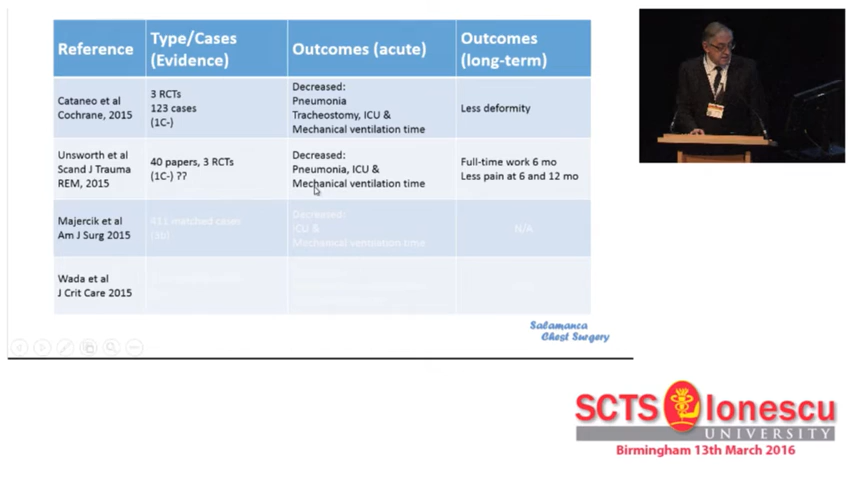 Reference
Type/Cases
(Evidence)
Outcomes (acute)
Outcomes
(long-term)
Cataneo et al
Cochrane, 2015
3 RCTs
123 cases
(1C-)
Decreased:
Pneumonia
Tracheostomy, ICU &
Mechanical ventilation time
Less deformity
Unsworth et al
Scand J Trauma
REM, 2015
40 papers, 3 RCTs
(1C-) ??
Decreased:
Pneumonia, ICU &
Mechanical ventilation time
Full-time work 6 mo
Less pain at 6 and 12 mo
Majercik et al
Am J Surg 2015
411 matched cases
(3b)
Decreased:
ICU &
Mechanical ventilation time
N/A
Wada et al
J Crit Care 2015
Salamanca
Chest Surgery
SCTS Ionescu
UNIVERSITY
Birmingham 13th March 2016